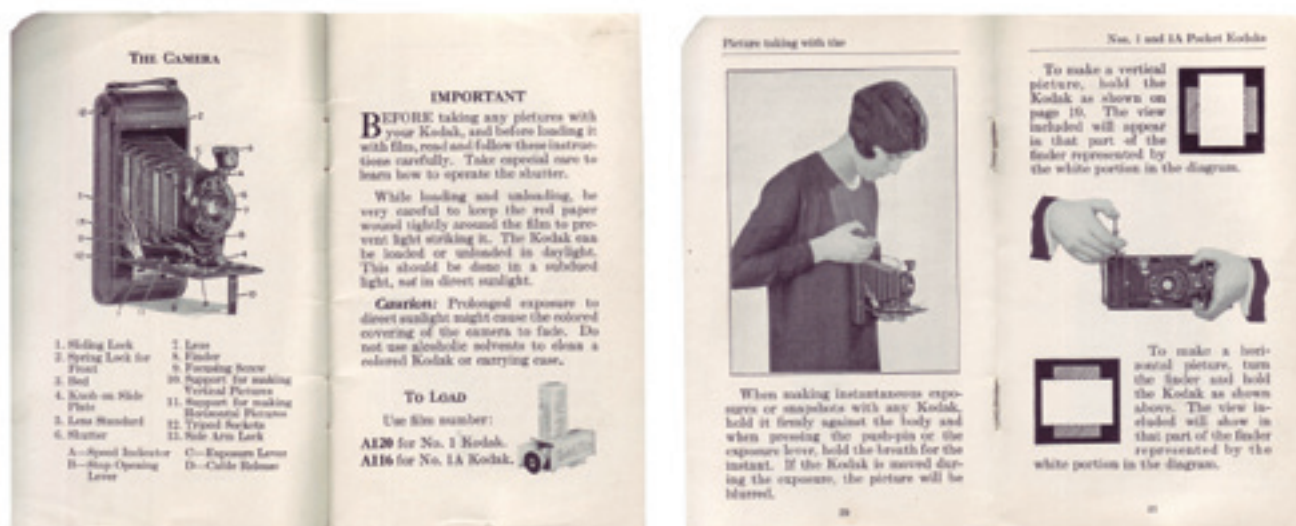 THE CAMERA
1. Sliding Lock
2. Spring Lock for
Front
3. Bed
4. Knob on Slide
Plate
5. Lens Standard
6. Shutter
7. Lens
8. Finder
9. Focusing Screw
10. Support for making
Vertical Pictures
11. Support for making
Horizontal Pictures
12. Tripod Sockets
13. Side Arm Lock
A—Speed Indicator
B—Stop Opening
Lever
C—Exposure Lever
D—Cable Release
IMPORTANT
BEFORE taking any pictures with
your Kodak, and before loading it
with film, read and follow these instruc-
tions carefully. Take especial care to
learn how to operate the shutter.
While loading and unloading, be
very careful to keep the red paper
wound tightly around the film to pre-
vent light striking it. The Kodak can
be loaded or unloaded in daylight.
This should be done in a subdued
light, not in direct sunlight.
Caution: Prolonged exposure to
direct sunlight might cause the colored
covering of the camera to fade. Do
not use alcoholic solvents to clean a
colored Kodak or carrying case.
TO LOAD
Use film number:
A120 for No. 1 Kodak.
A116 for No. 1A Kodak.
Picture taking with the
When making instantaneous expo-
sures or snapshots with any Kodak,
hold it firmly against the body and
when pressing the push-pin or the
exposure lever, hold the breath for the
instant. If the Kodak is moved dur-
ing the exposure, the picture will be
blurred.
Nos. 1 and 1A Pocket Kodaks
To make a vertical
picture, hold the
Kodak as shown on
page 19. The view
included will appear
in that part of the
finder represented by
the white portion in the diagram.
To make a hori-
zontal picture, turn
the finder and hold
the Kodak as shown
above. The view in-
cluded will show in
that part of the finder
represented by the
white portion in the diagram.